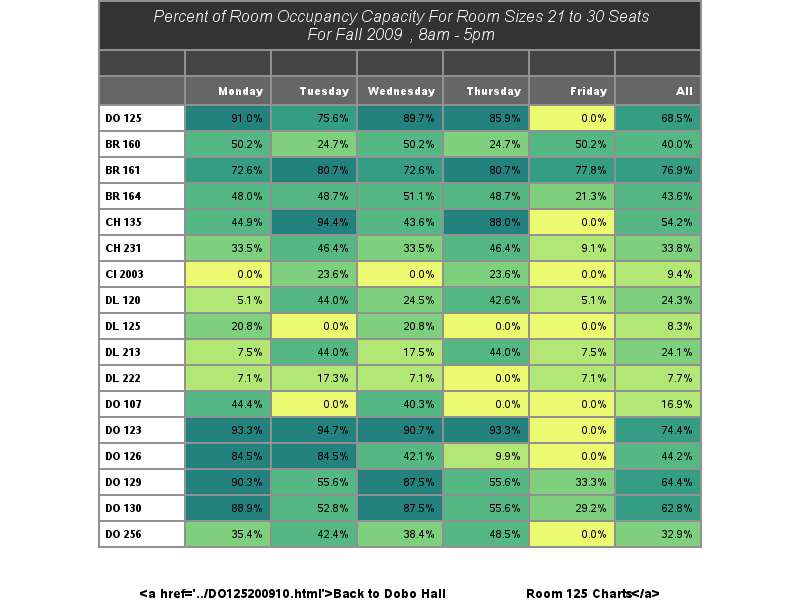 Percent of Room Occupancy Capacity For Room Sizes 21 to 30 Seats
For Fall 2009 , 8am - 5pm
Monday Tuesday Wednesday Thursday Friday All
DO 125 91.0% 75.6% 89.7% 85.9% 0.0% 68.5%
BR 160 50.2% 24.7% 50.2% 24.7% 50.2% 40.0%
BR 161 72.6% 80.7% 72.6% 80.7% 77.8% 76.9%
BR 164 48.0% 48.7% 51.1% 48.7% 21.3% 43.6%
CH 135 44.9% 94.4% 43.6% 88.0% 0.0% 54.2%
CH 231 33.5% 46.4% 33.5% 46.4% 9.1% 33.8%
CI 2003 0.0% 23.6% 0.0% 23.6% 0.0% 9.4%
DL 120 5.1% 44.0% 24.5% 42.6% 5.1% 24.3%
DL 125 20.8% 0.0% 20.8% 0.0% 0.0% 8.3%
DL 213 7.5% 44.0% 17.5% 44.0% 7.5% 24.1%
DL 222 7.1% 17.3% 7.1% 0.0% 7.1% 7.7%
DO 107 44.4% 0.0% 40.3% 0.0% 0.0% 16.9%
DO 123 93.3% 94.7% 90.7% 93.3% 0.0% 74.4%
DO 126 84.5% 84.5% 42.1% 9.9% 0.0% 44.2%
DO 129 90.3% 55.6% 87.5% 55.6% 33.3% 64.4%
DO 130 88.9% 52.8% 87.5% 55.6% 29.2% 62.8%
DO 256 35.4% 42.4% 38.4% 48.5% 0.0% 32.9%
<a href='../DO125200910.html'>Back to Dobo Hall Room 125 Charts</a>